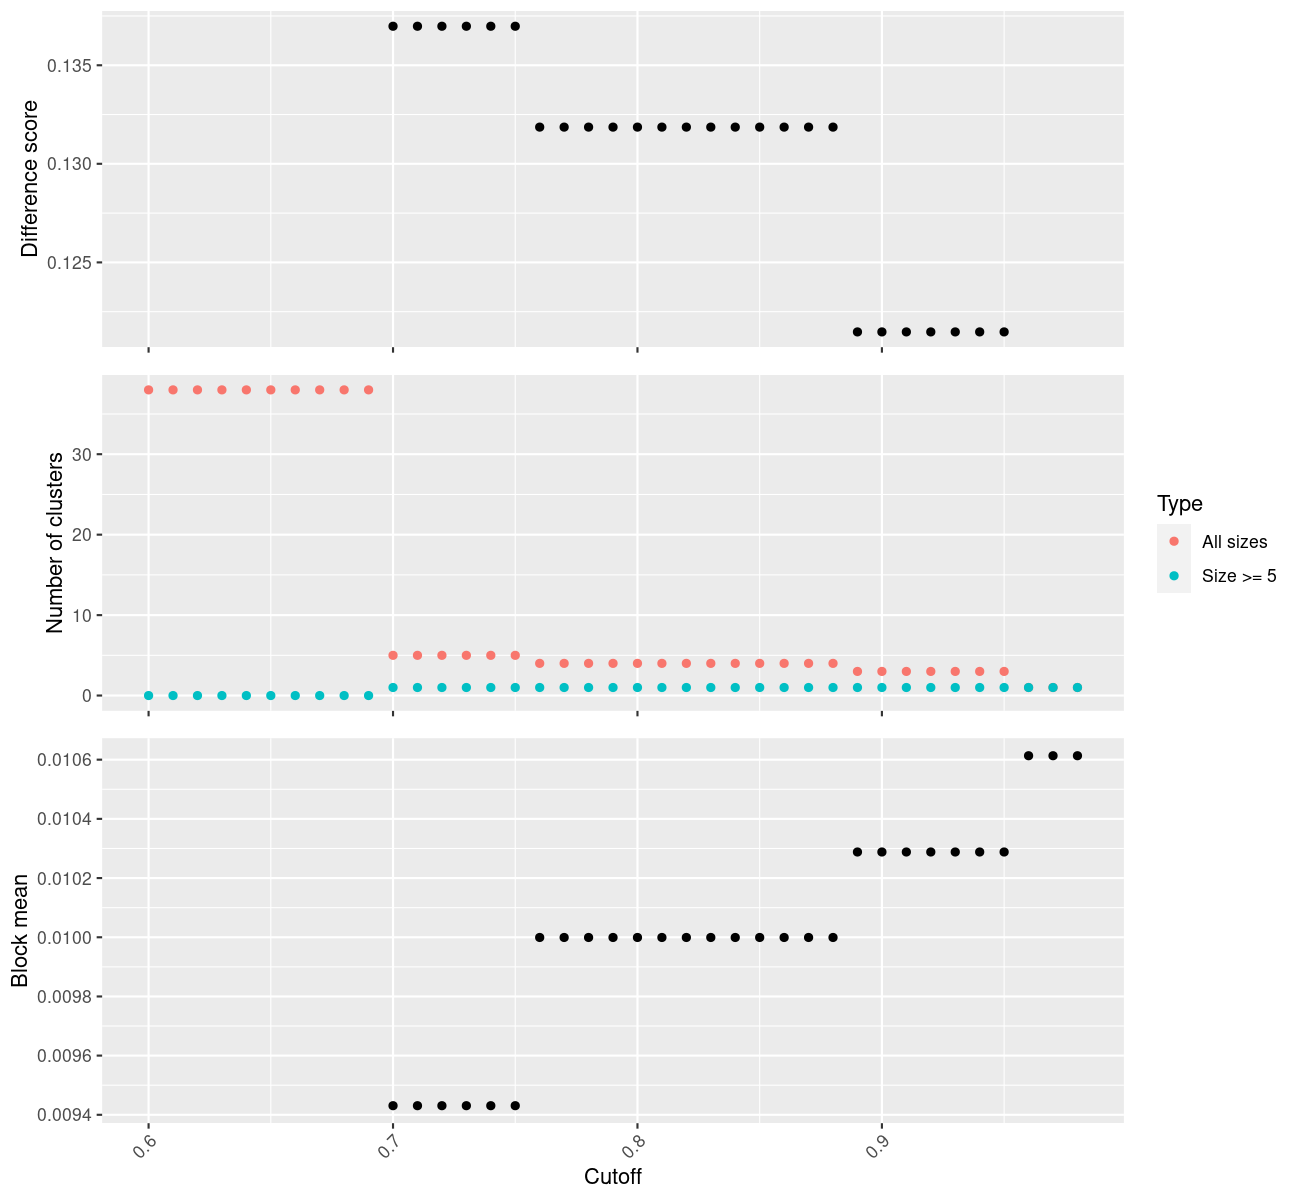 Difference score
0.135
0.130
0.125
Number of clusters
30
20
10
0
Type
All sizes
Size >= 5
Block mean
0.0106
0.0104
0.0102
0.0100
0.0098
0.0096
0.0094
0.6
0.7
0.8
0.9
Cutoff